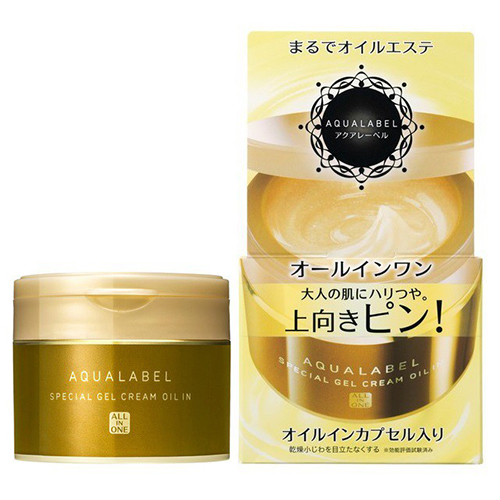 まるでオイルエステ
AQUALABEL
アクアレーベル
オールインワン
大人の肌にハリつや。
上向きピン!
AQUALABEL
SPECIAL GEL CREAM OIL IN
ALL
IN
ONE
オイルインカプセル入り
乾燥小じわを目立たなくする ※効能評価試験済み
AQUALABEL
SPECIAL GEL CREAM OIL IN
ALL
IN
ONE